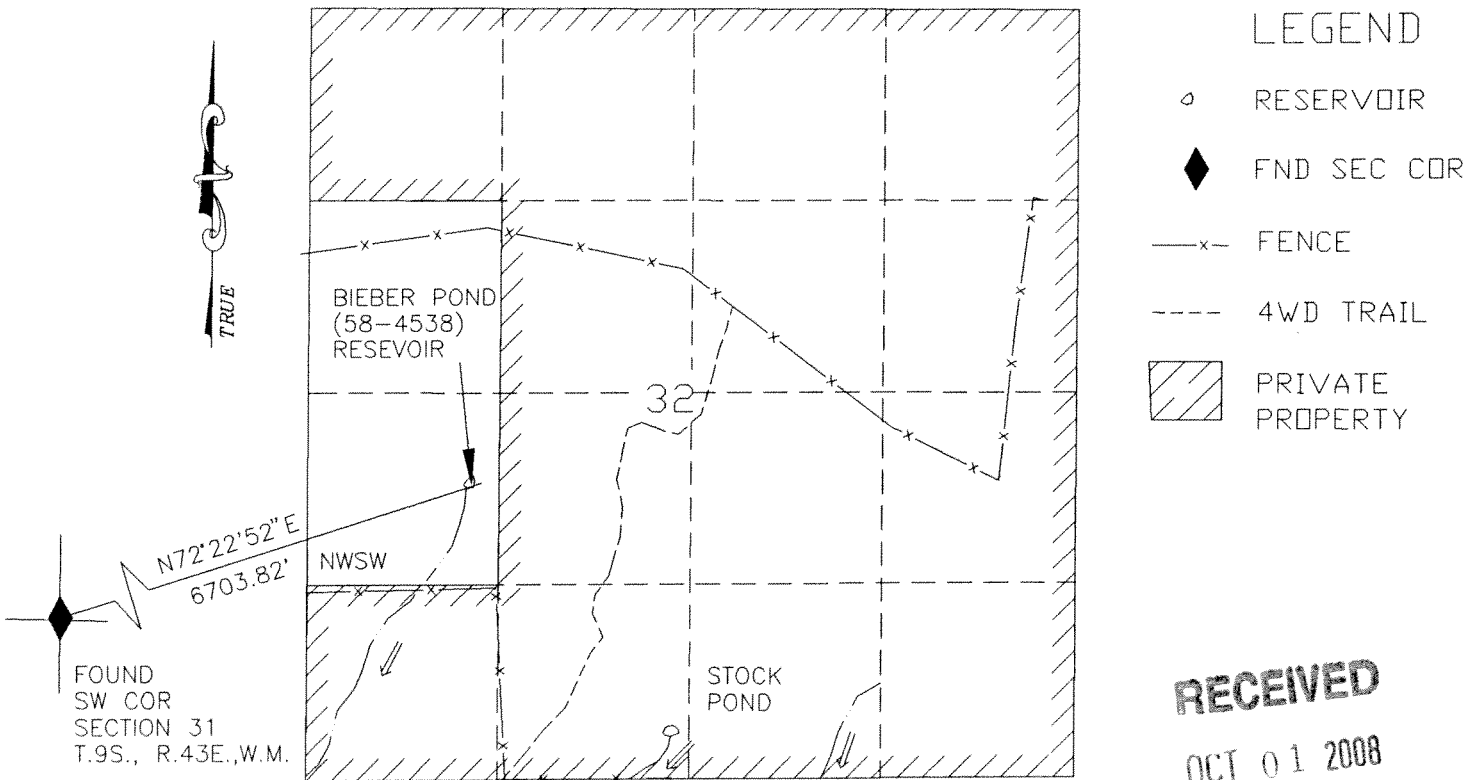 LEGEND
RESERVOIR
FND SEC COR
x FENCE
4WD TRAIL
PRIVATE
PROPERTY
TRUE
BIEBER POND
(58-4538)
RESEVOIR
32
N72°22'52"E
6703.82'
NWSW
FOUND
SW COR
SECTION 31
T.9S., R.43E.,W.M.
STOCK
POND
RECEIVED
OCT 01 2008